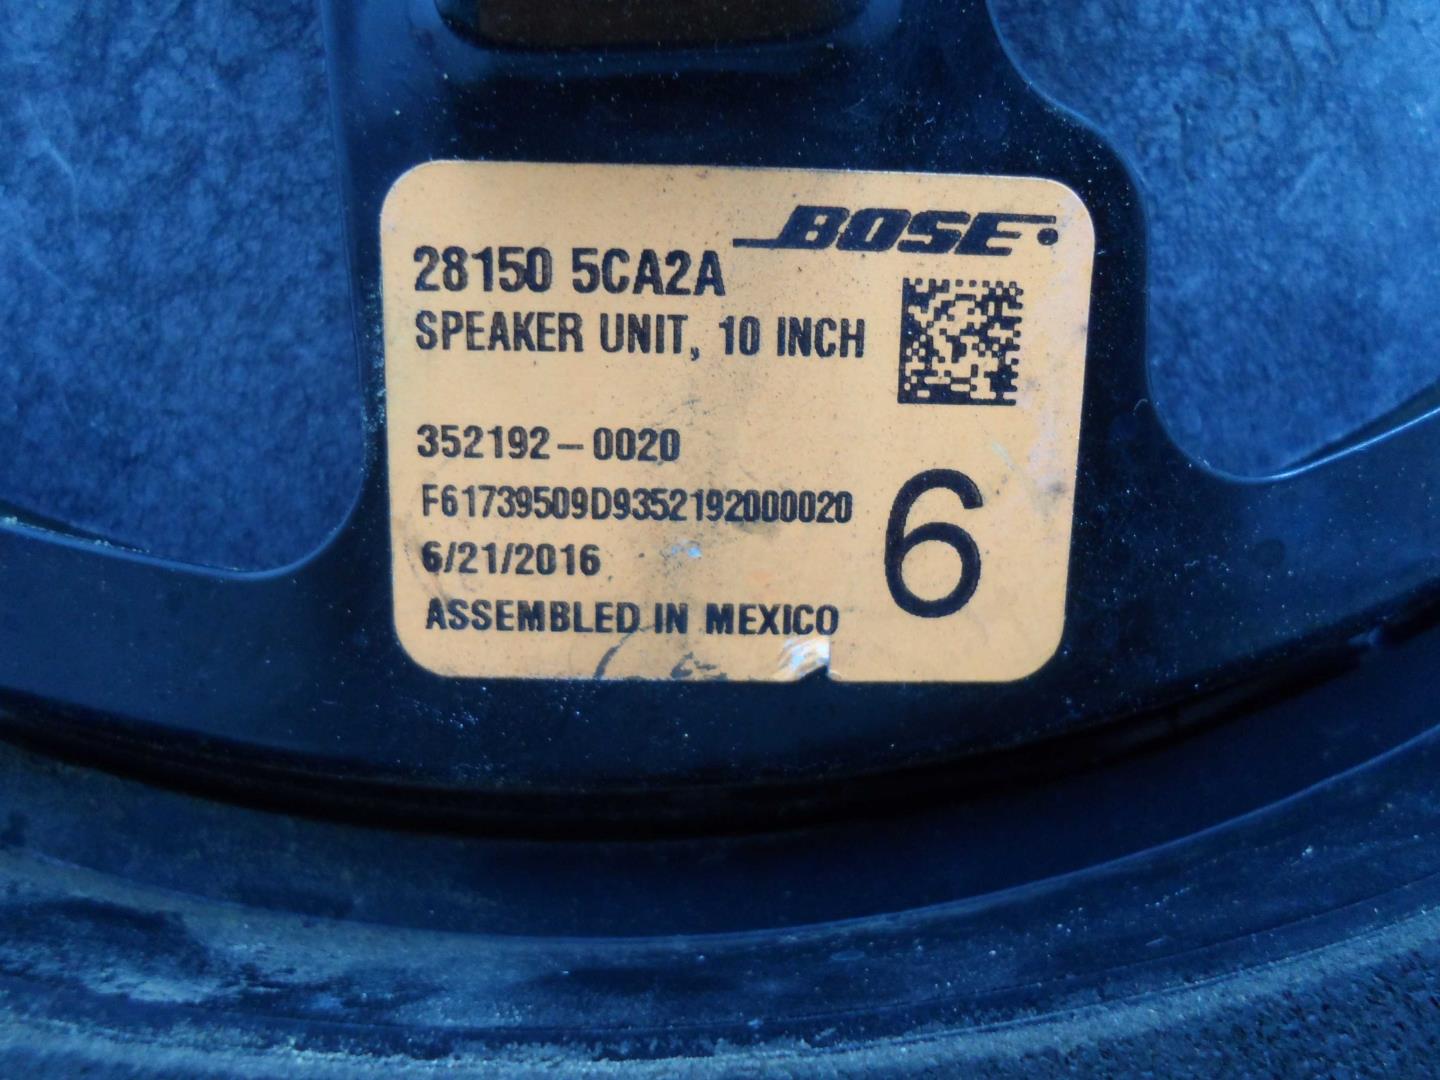 BOSE
28150 5CA2A
SPEAKER UNIT, 10 INCH
352192-0020
F61739509D9352192000020
6/21/2016
ASSEMBLED IN MEXICO
6